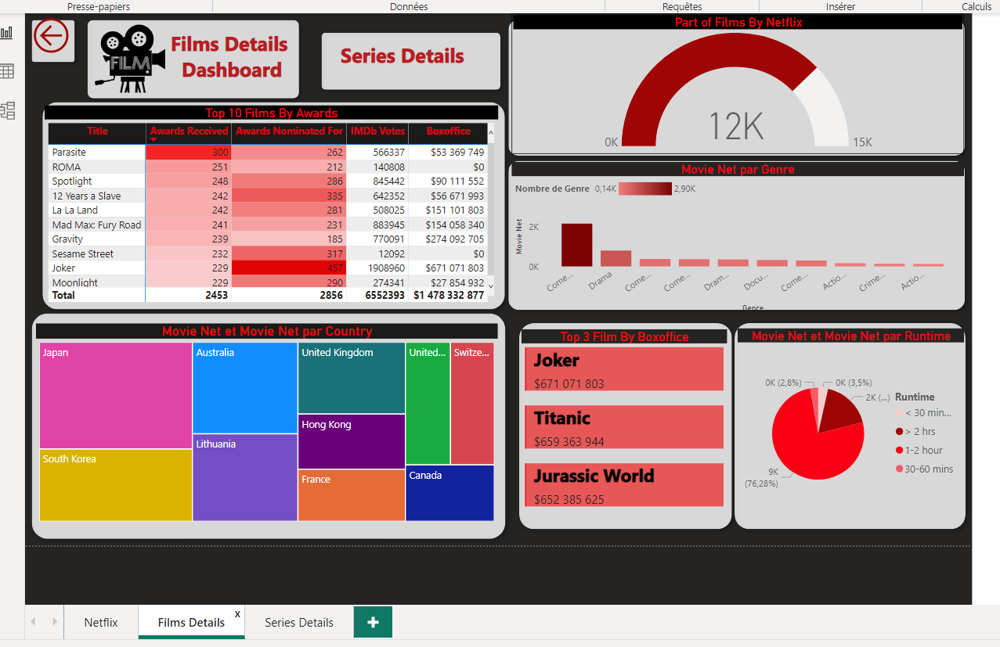 Presse-papiers
Données
Requêtes
Insérer
Calculs
FILM
Films Details
Dashboard
Series Details
Part of Films By Netflix
12K
0K
15K
Top 10 Films By Awards
Title Awards Received Awards Nominated For IMDb Votes Boxoffice
Parasite 300 262 566337 $53 369 749
ROMA 251 212 140808 $0
Spotlight 248 286 845442 $90 111 552
12 Years a Slave 242 335 642352 $56 671 993
La La Land 242 281 508025 $151 101 803
Mad Max: Fury Road 241 231 883945 $154 058 340
Gravity 239 185 770091 $274 092 705
Sesame Street 232 317 12092 $0
Joker 229 457 1908960 $671 071 803
Moonlight 229 290 274341 $27 854 932
Total 2453 2856 6552393 $1 478 332 877
Movie Net par Genre
Nombre de Genre 0,14K 2,90K
Movie Net
2K
0K
Come...
Drama
Come...
Come...
Dram...
Docu...
Come...
Actio...
Crime...
Actio...
Genre
Movie Net et Movie Net par Country
Japan
South Korea
Australia
Lithuania
United Kingdom
Hong Kong
France
United...
Switze...
Canada
Top 3 Film By Boxoffice
Joker
$671 071 803
Titanic
$659 363 944
Jurassic World
$652 385 625
Movie Net et Movie Net par Runtime
0K (2,8%)
0K (3,5%)
2K (...)
9K
(76,28%)
Runtime
< 30 min...
> 2 hrs
1-2 hour
30-60 mins
Netflix
Films Details
x
Series Details
+